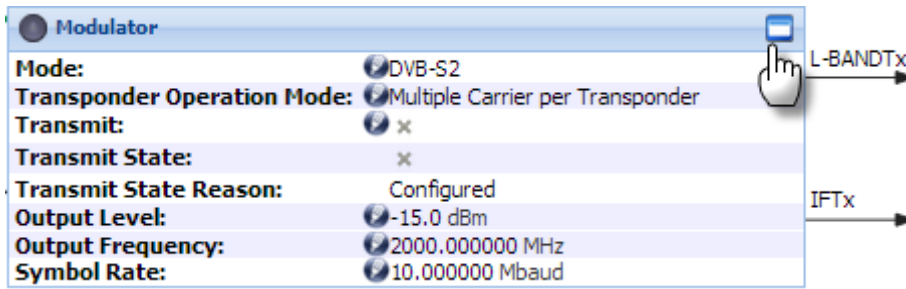 Modulator
Mode: DVB-S2
L-BANDTx
Transponder Operation Mode: Multiple Carrier per Transponder
Transmit:
Transmit State:
Transmit State Reason: Configured
IFTx
Output Level: -15.0 dBm
Output Frequency: 2000.000000 MHz
Symbol Rate: 10.000000 Mbaud